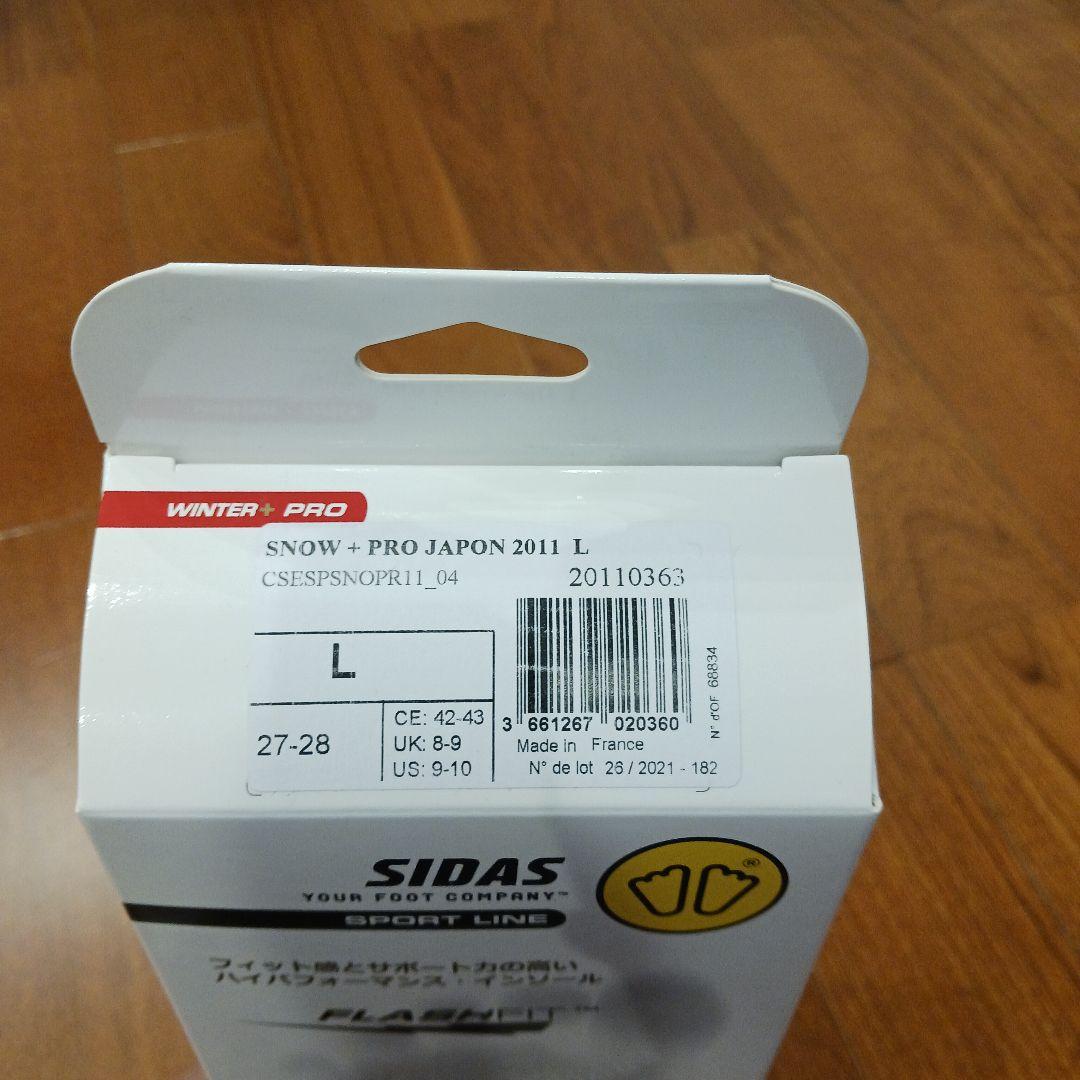 WINTER+ PRO
SNOW + PRO JAPON 2011 L
CSESPSNOPR11_04 20110363
L
27-28
CE: 42-43
UK: 8-9
US: 9-10
3 661267 020360
Made in France
N° de lot 26 / 2021 - 182
N° d'OF 68834
SIDAS
YOUR FOOT COMPANY™
SPORT LINE
®
フィット感とサポート力の高い
ハイパフォーマンス・インソール
FLASHFIT™